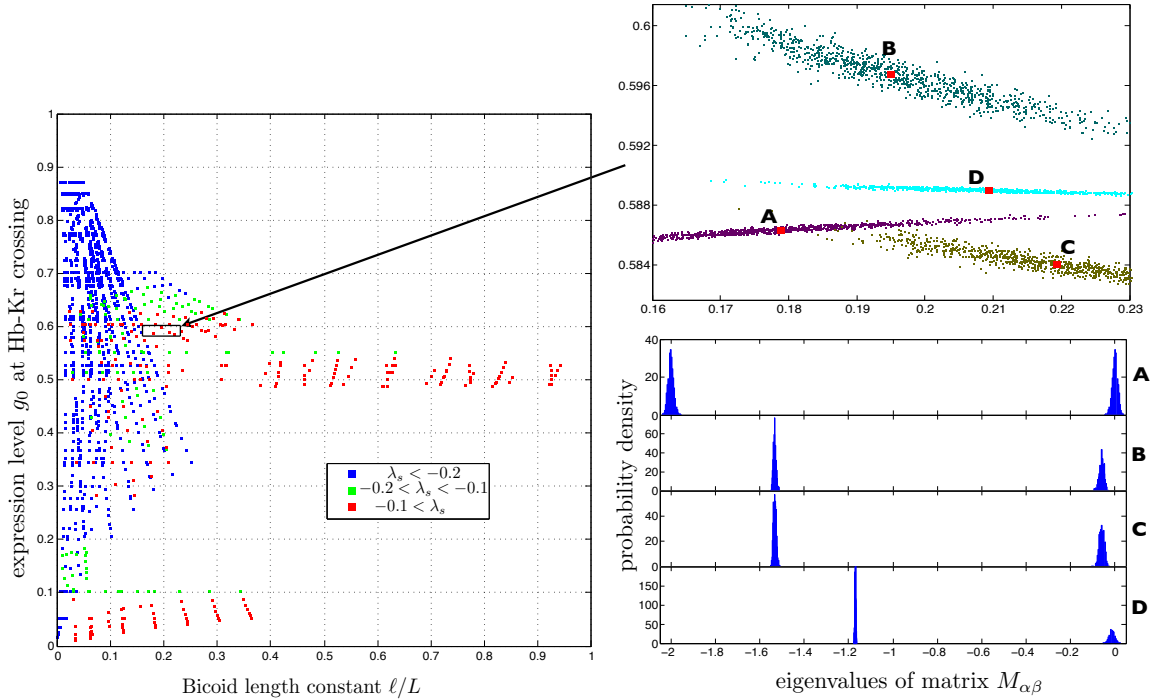 expression level g₀ at Hb-Kr crossing
1
0.9
0.8
0.7
0.6
0.5
0.4
0.3
0.2
0.1
0
0 0.1 0.2 0.3 0.4 0.5 0.6 0.7 0.8 0.9 1
Bicoid length constant ℓ/L
λₛ < −0.2
−0.2 < λₛ < −0.1
−0.1 < λₛ
0.6
0.596
0.592
0.588
0.584
B
D
A
C
0.16 0.17 0.18 0.19 0.2 0.21 0.22 0.23
probability density
40
20
0
A
60
40
20
0
B
40
20
0
C
150
100
50
0
D
−2 −1.8 −1.6 −1.4 −1.2 −1 −0.8 −0.6 −0.4 −0.2 0
eigenvalues of matrix Mαβ